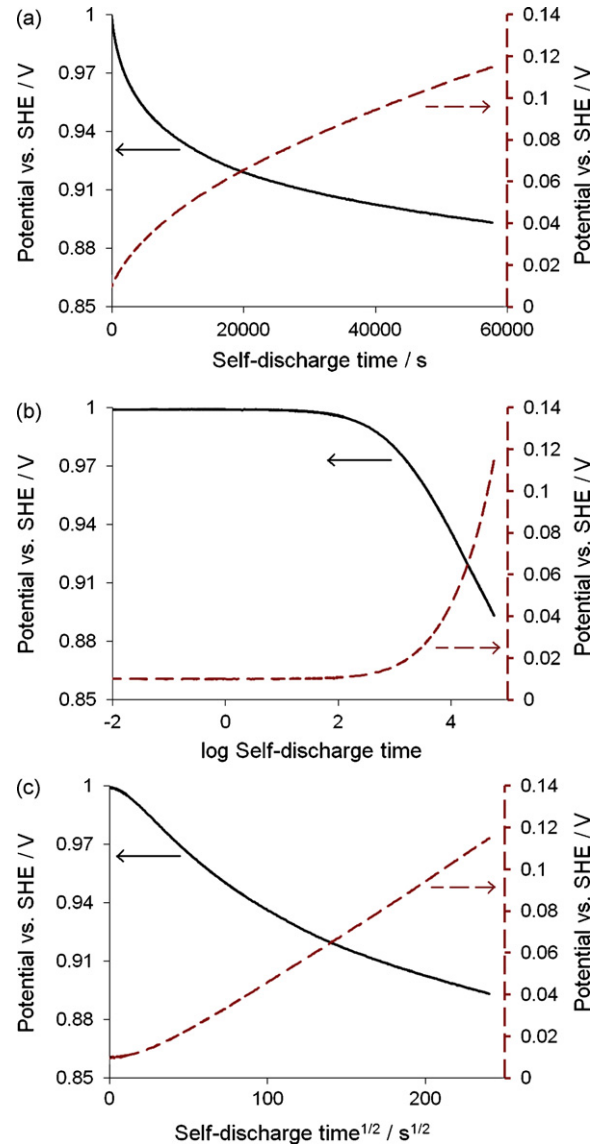 (a)
1
0.97
0.94
0.91
0.88
0.85
Potential vs. SHE / V
0.14
0.12
0.1
0.08
0.06
0.04
0.02
0
Potential vs. SHE / V
0 20000 40000 60000
Self-discharge time / s
(b)
1
0.97
0.94
0.91
0.88
0.85
Potential vs. SHE / V
0.14
0.12
0.1
0.08
0.06
0.04
0.02
0
Potential vs. SHE / V
-2 0 2 4
log Self-discharge time
(c)
1
0.97
0.94
0.91
0.88
0.85
Potential vs. SHE / V
0.14
0.12
0.1
0.08
0.06
0.04
0.02
0
Potential vs. SHE / V
0 100 200
Self-discharge time^1/2 / s^1/2